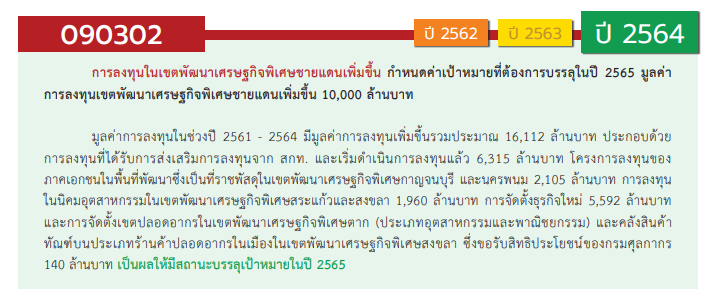 090302
ปี 2562
ปี 2563
ปี 2564
การลงทุนในเขตพัฒนาเศรษฐกิจพิเศษชายแดนเพิ่มขึ้น กำหนดค่าเป้าหมายที่ต้องการบรรลุในปี 2565 มูลค่า
การลงทุนเขตพัฒนาเศรษฐกิจพิเศษชายแดนเพิ่มขึ้น 10,000 ล้านบาท
มูลค่าการลงทุนในช่วงปี 2561 - 2564 มีมูลค่าการลงทุนเพิ่มขึ้นรวมประมาณ 16,112 ล้านบาท ประกอบด้วย
การลงทุนที่ได้รับการส่งเสริมการลงทุนจาก สกท. และเริ่มดำเนินการลงทุนแล้ว 6,315 ล้านบาท โครงการลงทุนของ
ภาคเอกชนในพื้นที่พัฒนาซึ่งเป็นที่ราชพัสดุในเขตพัฒนาเศรษฐกิจพิเศษกาญจนบุรี และนครพนม 2,105 ล้านบาท การลงทุน
ในนิคมอุตสาหกรรมในเขตพัฒนาเศรษฐกิจพิเศษสระแก้วและสงขลา 1,960 ล้านบาท การจัดตั้งธุรกิจใหม่ 5,592 ล้านบาท
และการจัดตั้งเขตปลอดอากรในเขตพัฒนาเศรษฐกิจพิเศษตาก (ประเภทอุตสาหกรรมและพาณิชยกรรม) และคลังสินค้า
ทัณฑ์บนประเภทร้านค้าปลอดอากรในเมืองในเขตพัฒนาเศรษฐกิจพิเศษสงขลา ซึ่งขอรับสิทธิประโยชน์ของกรมศุลกากร
140 ล้านบาท เป็นผลให้มีสถานะบรรลุเป้าหมายในปี 2565